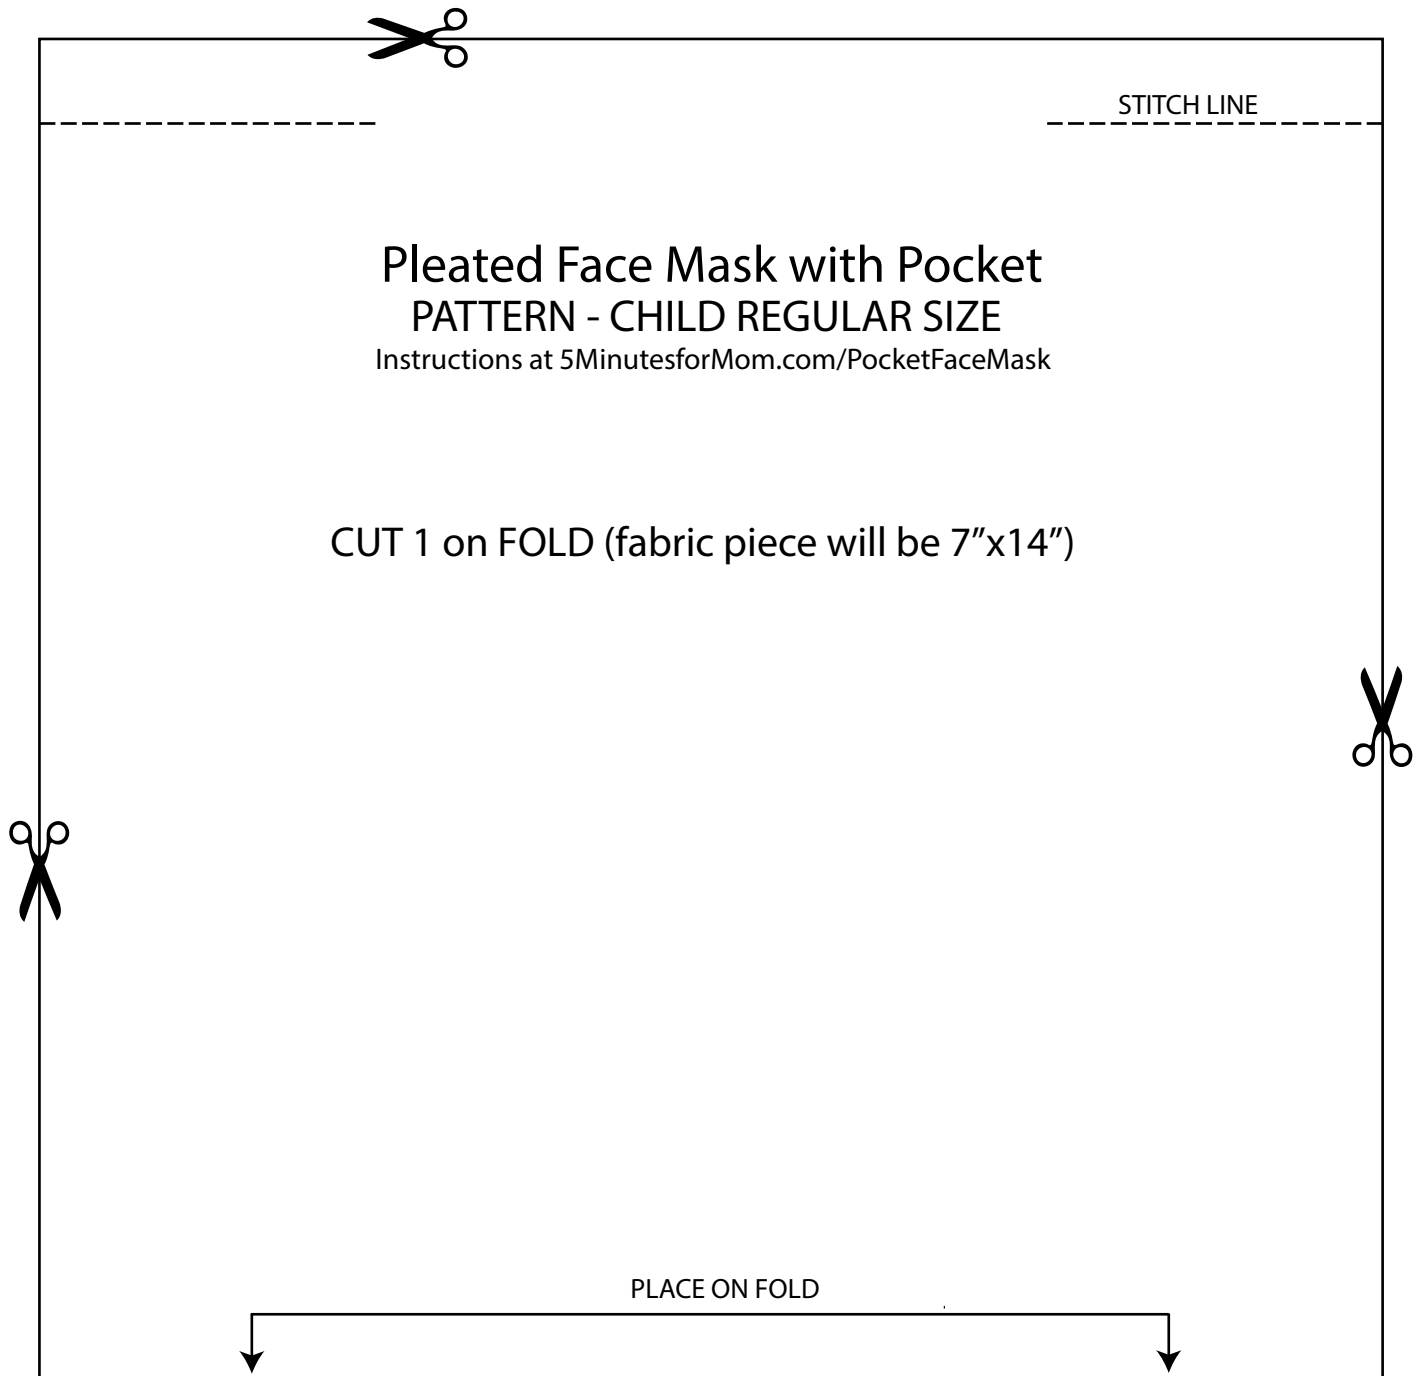 STITCH LINE
Pleated Face Mask with Pocket
PATTERN - CHILD REGULAR SIZE
Instructions at 5MinutesforMom.com/PocketFaceMask
CUT 1 on FOLD (fabric piece will be 7”x14”)
PLACE ON FOLD